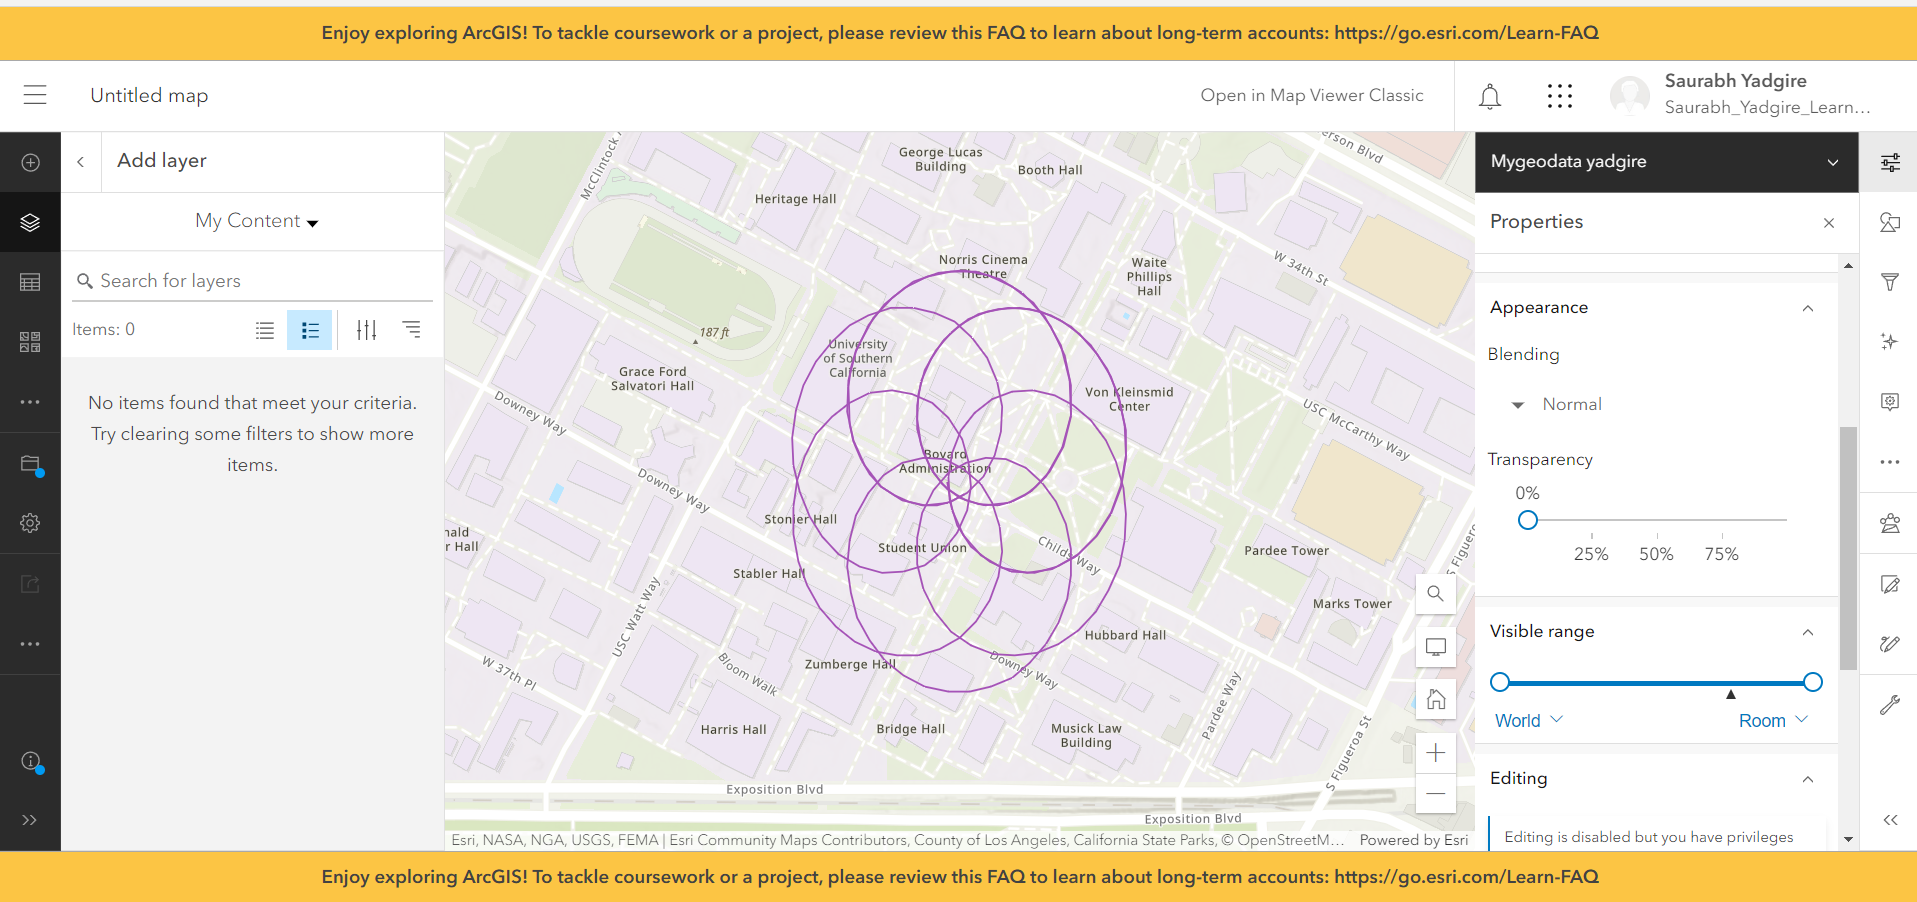 Enjoy exploring ArcGIS! To tackle coursework or a project, please review this FAQ to learn about long-term accounts: https://go.esri.com/Learn-FAQ
Untitled map
Open in Map Viewer Classic
Saurabh Yadgire
Saurabh_Yadgire_Learn...
Add layer
My Content
Search for layers
Items: 0
No items found that meet your criteria.
Try clearing some filters to show more
items.
McClintock
George Lucas
Building
Booth Hall
erson Blvd
Heritage Hall
Norris Cinema
Theatre
Waite
Phillips
Hall
W 34th St
187 ft
University
of Southern
California
Grace Ford
Salvatori Hall
Von Kleinsmid
Center
Downey Way
USC McCarthy Way
Bovard
Administration
Downey Way
Stonier Hall
nald
r Hall
Student Union
Childs Way
Pardee Tower
S Figuero
Stabler Hall
USC Watt Way
Marks Tower
Hubbard Hall
Zumberge Hall
Downey Way
Bloom Walk
W 37th Pl
Pardee Way
Harris Hall
Bridge Hall
Musick Law
Building
S Figueroa St
Exposition Blvd
Exposition Blvd
Esri, NASA, NGA, USGS, FEMA | Esri Community Maps Contributors, County of Los Angeles, California State Parks, © OpenStreetM...
Powered by Esri
Mygeodata yadgire
Properties
Appearance
Blending
Normal
Transparency
0%
25% 50% 75%
Visible range
World
Room
Editing
Editing is disabled but you have privileges
Enjoy exploring ArcGIS! To tackle coursework or a project, please review this FAQ to learn about long-term accounts: https://go.esri.com/Learn-FAQ